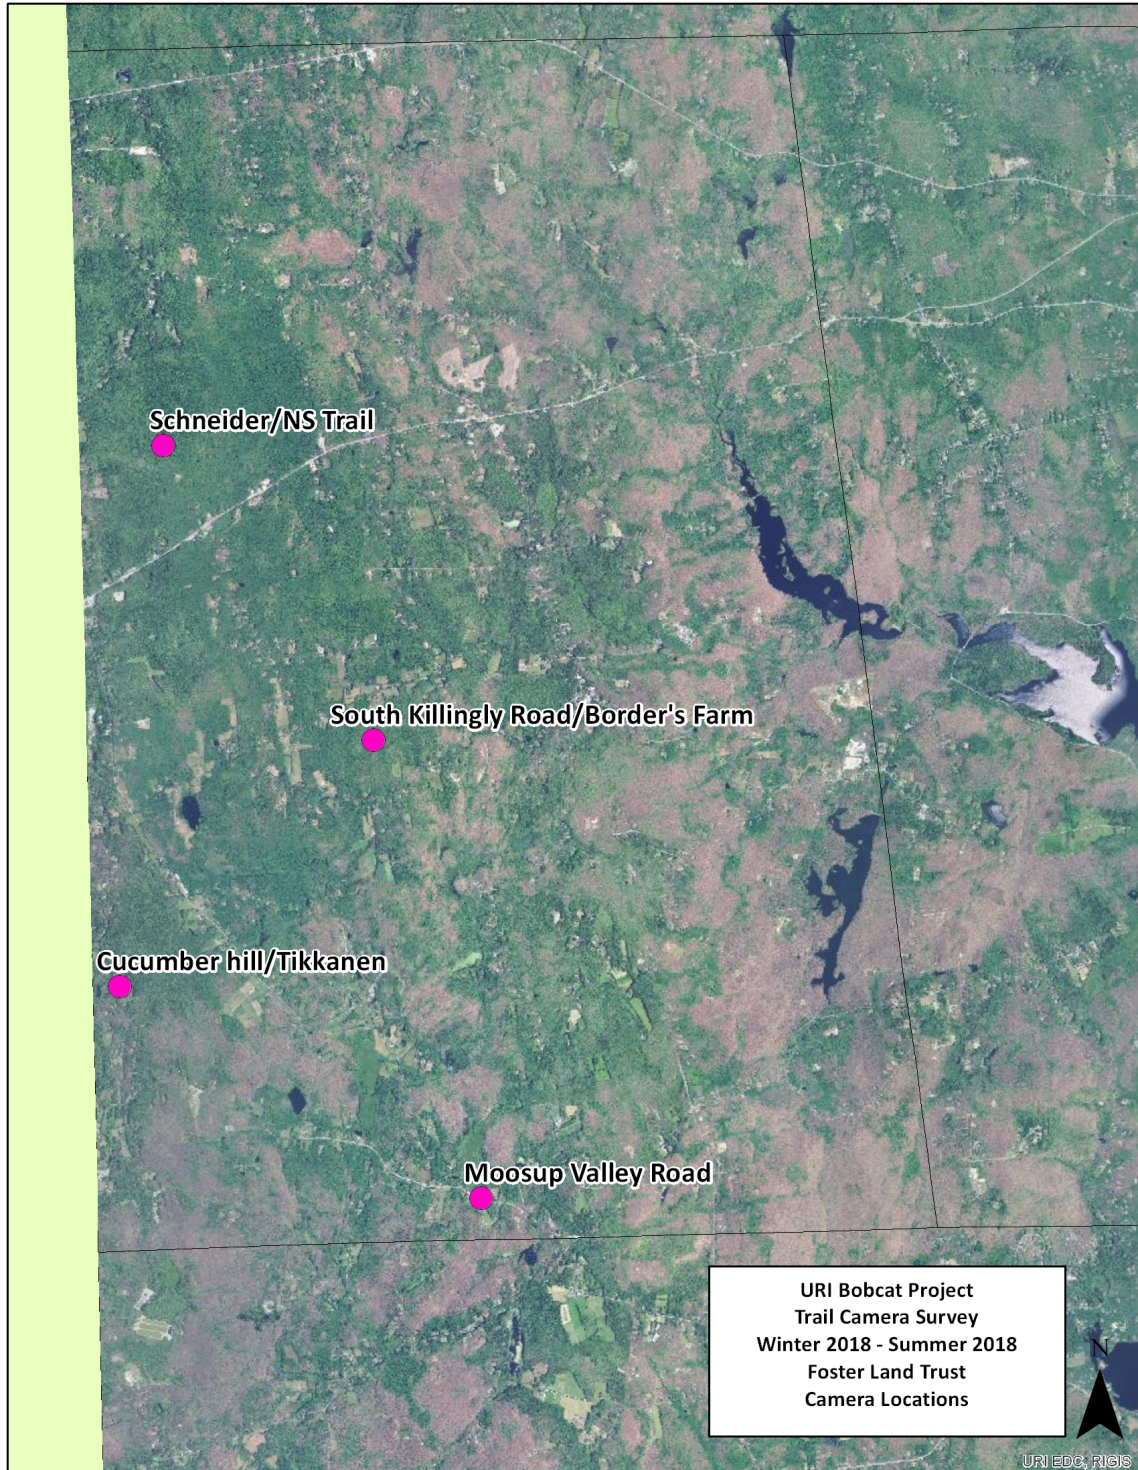 Schneider/NS Trail
South Killingly Road/Border's Farm
Cucumber hill/Tikkanen
Moosup Valley Road
URI Bobcat Project
Trail Camera Survey
Winter 2018 - Summer 2018
Foster Land Trust
Camera Locations
N
URI EDC, RIGIS